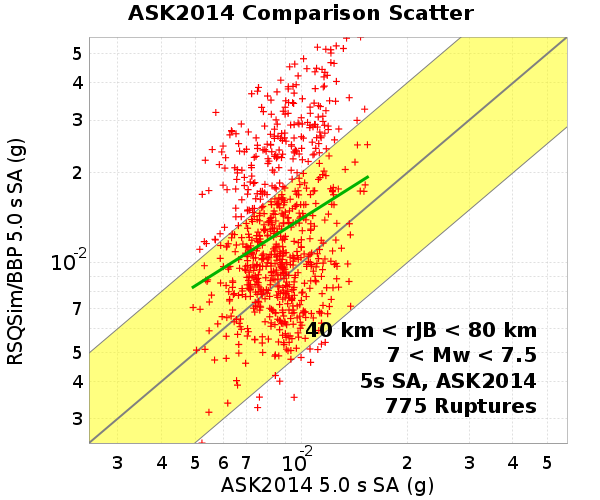 ASK2014 Comparison Scatter
RSQSim/BBP 5.0 s SA (g)
5
4
3
2
10-2
7
5
4
3
40 km < rJB < 80 km
7 < Mw < 7.5
5s SA, ASK2014
775 Ruptures
3 4 5 6 7 10-2 2 3 4 5
ASK2014 5.0 s SA (g)